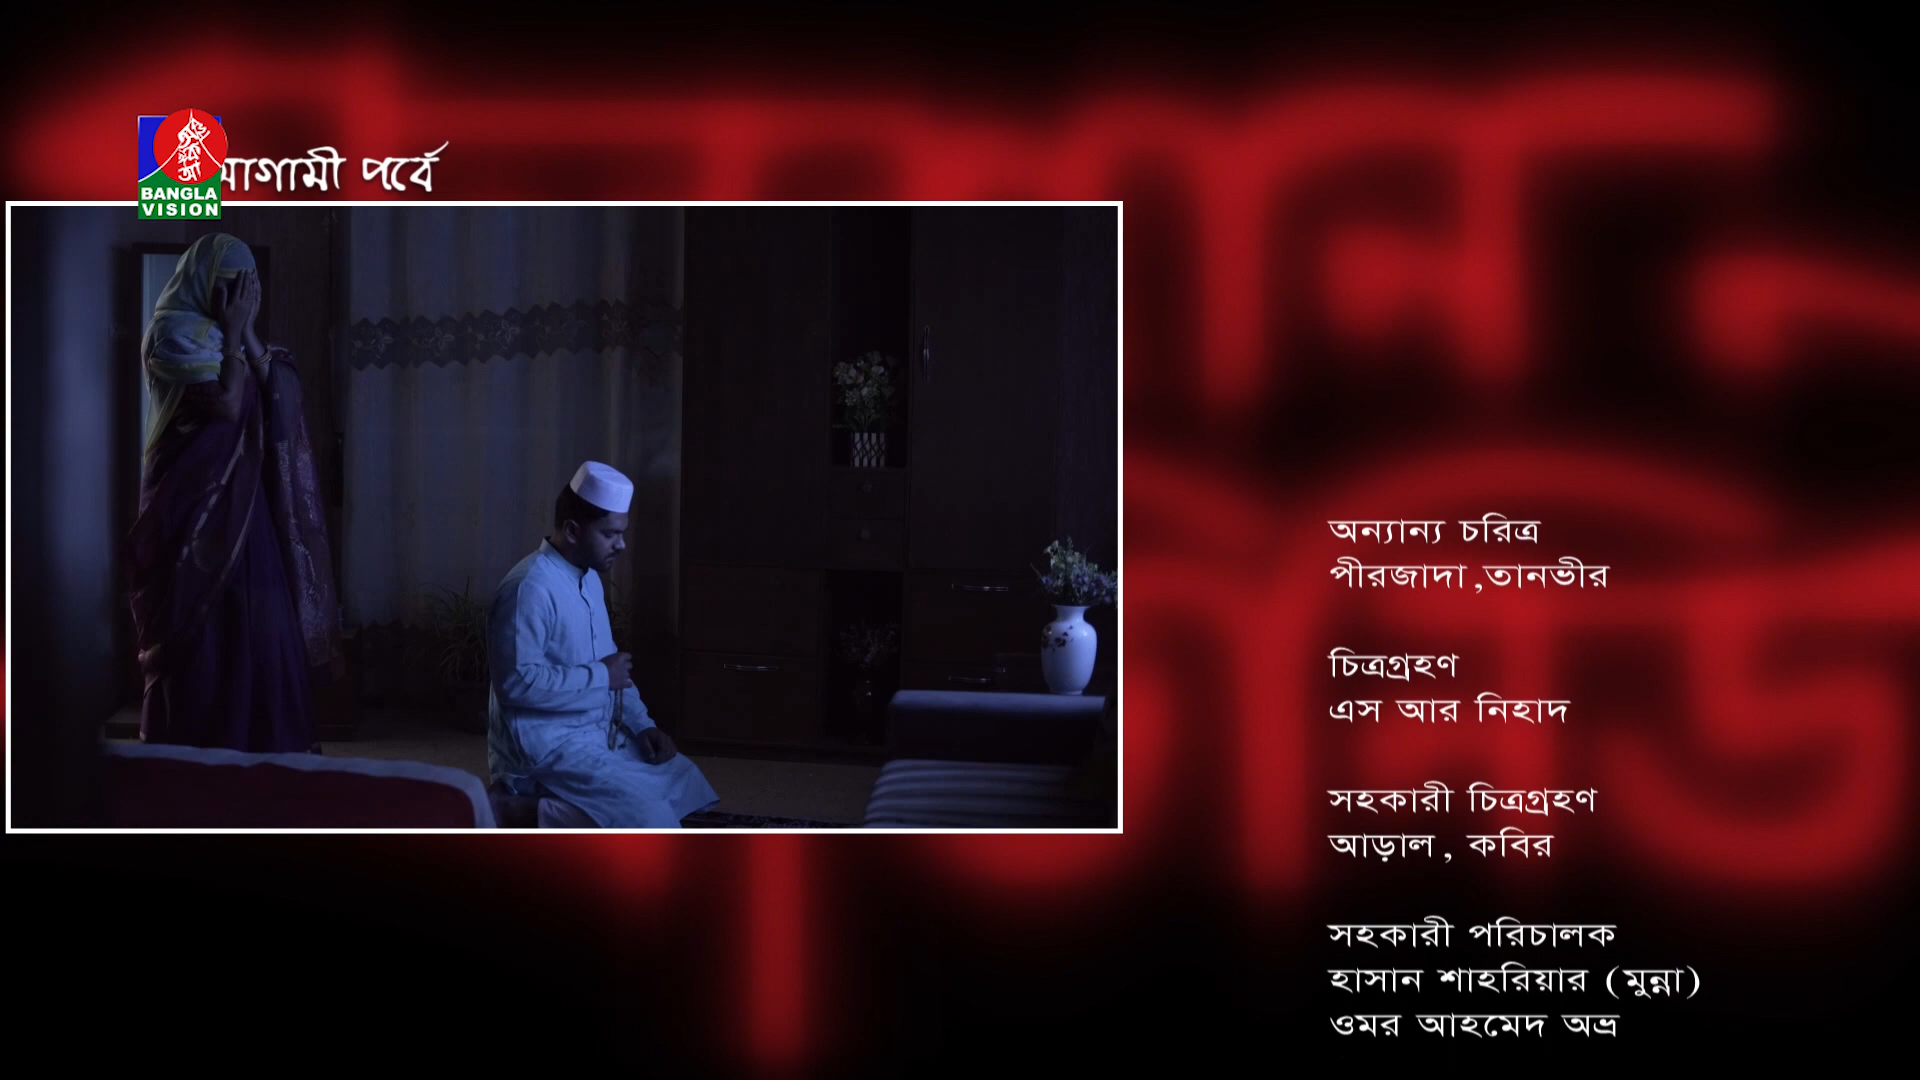 আগামী পর্বে
BANGLA
VISION
অন্যান্য চরিত্র
পীরজাদা,তানভীর
চিত্রগ্রহণ
এস আর নিহাদ
সহকারী চিত্রগ্রহণ
আড়াল, কবির
সহকারী পরিচালক
হাসান শাহরিয়ার (মুন্না)
ওমর আহমেদ অভ্র